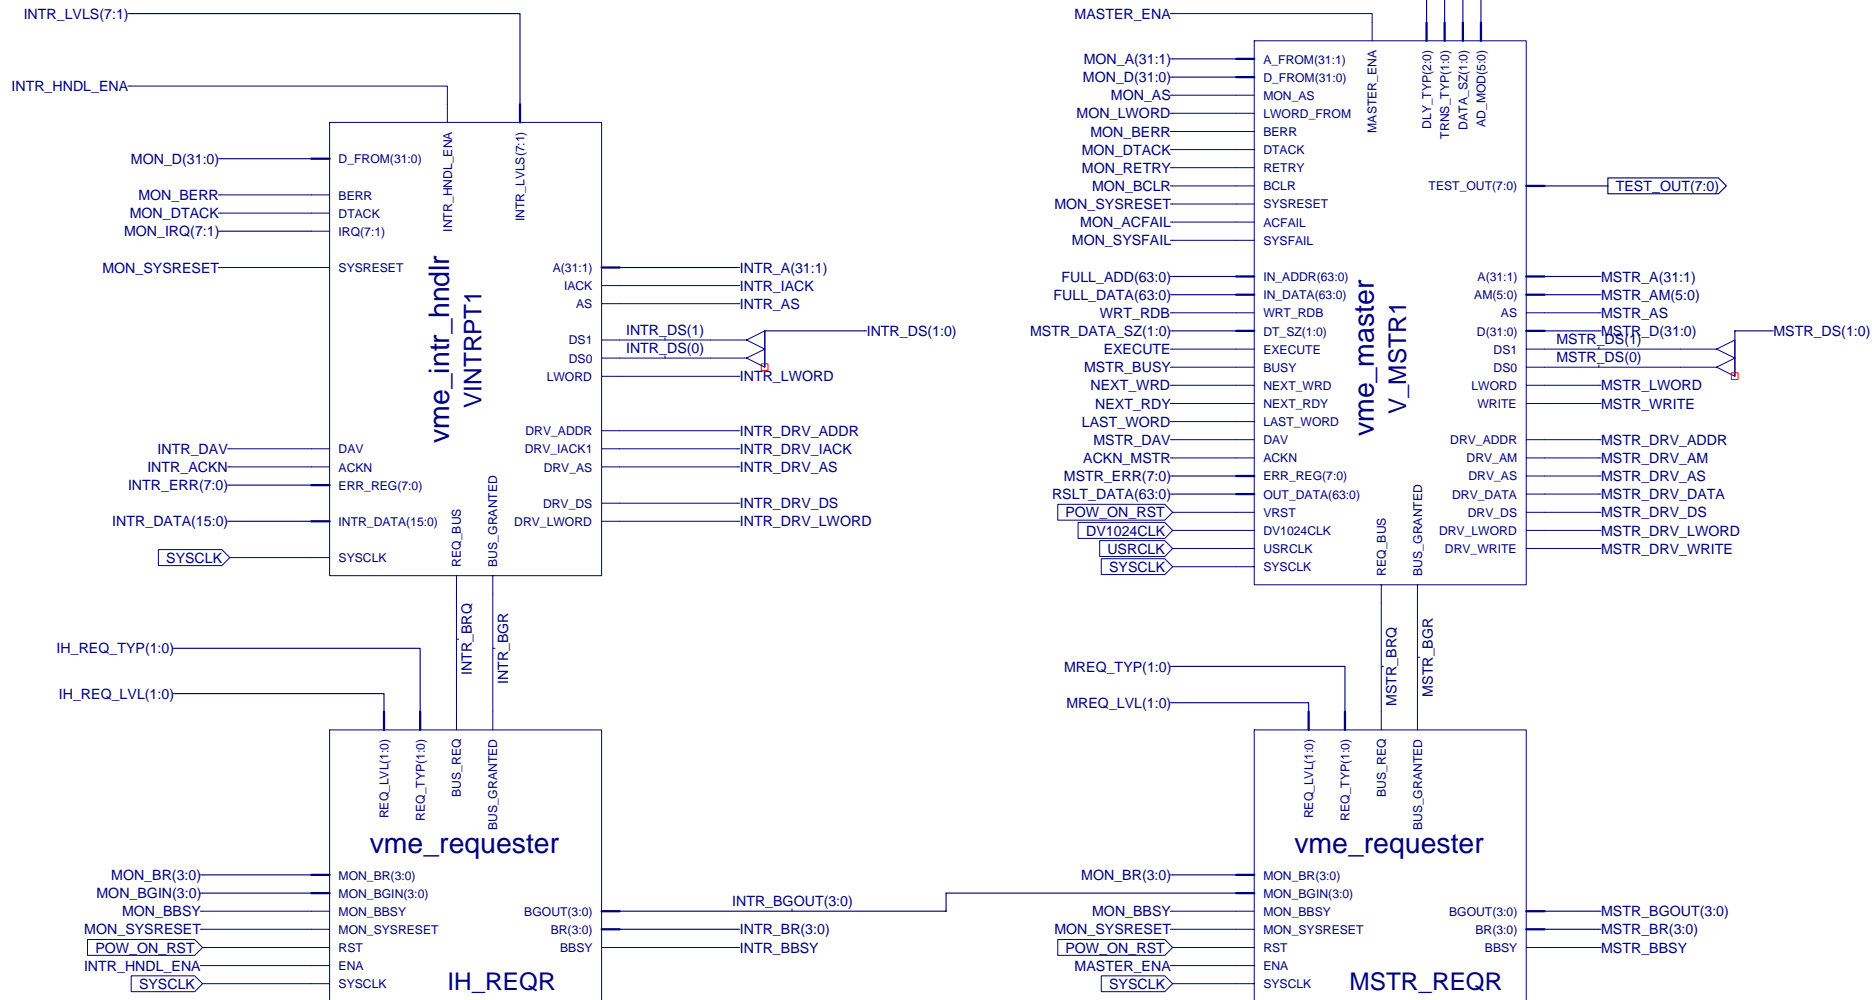 INTR_LVLS(7:1)
INTR_HNDL_ENA
INTR_HNDL_ENA
INTR_LVLS(7:1)
MON_D(31:0)
D_FROM(31:0)
MON_BERR
BERR
MON_DTACK
DTACK
MON_IRQ(7:1)
IRQ(7:1)
MON_SYSRESET
SYSRESET
vme_intr_hndlr
VINTRPT1
A(31:1)
INTR_A(31:1)
IACK
INTR_IACK
AS
INTR_AS
DS1
INTR_DS(1)
INTR_DS(1:0)
DS0
INTR_DS(0)
LWORD
INTR_LWORD
DRV_ADDR
INTR_DRV_ADDR
DRV_IACK1
INTR_DRV_IACK
DRV_AS
INTR_DRV_AS
DRV_DS
INTR_DRV_DS
DRV_LWORD
INTR_DRV_LWORD
INTR_DAV
DAV
INTR_ACKN
ACKN
INTR_ERR(7:0)
ERR_REG(7:0)
INTR_DATA(15:0)
INTR_DATA(15:0)
SYSCLK
SYSCLK
REQ_BUS
BUS_GRANTED
INTR_BRQ
INTR_BGR
IH_REQ_TYP(1:0)
IH_REQ_LVL(1:0)
REQ_LVL(1:0)
REQ_TYP(1:0)
BUS_REQ
BUS_GRANTED
vme_requester
MON_BR(3:0)
MON_BR(3:0)
MON_BGIN(3:0)
MON_BGIN(3:0)
MON_BBSY
MON_BBSY
MON_SYSRESET
MON_SYSRESET
POW_ON_RST
RST
INTR_HNDL_ENA
ENA
SYSCLK
SYSCLK
BGOUT(3:0)
INTR_BGOUT(3:0)
BR(3:0)
INTR_BR(3:0)
BBSY
INTR_BBSY
IH_REQR
MASTER_ENA
MASTER_ENA
DLY_TYP(2:0)
TRNS_TYP(1:0)
DATA_SZ(1:0)
AD_MOD(5:0)
MON_A(31:1)
A_FROM(31:1)
MON_D(31:0)
D_FROM(31:0)
MON_AS
MON_AS
MON_LWORD
LWORD_FROM
MON_BERR
BERR
MON_DTACK
DTACK
MON_RETRY
RETRY
MON_BCLR
BCLR
MON_SYSRESET
SYSRESET
MON_ACFAIL
ACFAIL
MON_SYSFAIL
SYSFAIL
TEST_OUT(7:0)
TEST_OUT(7:0)
FULL_ADD(63:0)
IN_ADDR(63:0)
FULL_DATA(63:0)
IN_DATA(63:0)
WRT_RDB
WRT_RDB
MSTR_DATA_SZ(1:0)
DT_SZ(1:0)
EXECUTE
EXECUTE
MSTR_BUSY
BUSY
NEXT_WRD
NEXT_WRD
NEXT_RDY
NEXT_RDY
LAST_WORD
LAST_WORD
MSTR_DAV
DAV
ACKN_MSTR
ACKN
MSTR_ERR(7:0)
ERR_REG(7:0)
RSLT_DATA(63:0)
OUT_DATA(63:0)
POW_ON_RST
VRST
DV1024CLK
DV1024CLK
USRCLK
USRCLK
SYSCLK
SYSCLK
vme_master
V_MSTR1
A(31:1)
MSTR_A(31:1)
AM(5:0)
MSTR_AM(5:0)
AS
MSTR_AS
D(31:0)
MSTR_D(31:0)
DS1
MSTR_DS(1)
MSTR_DS(1:0)
DS0
MSTR_DS(0)
LWORD
MSTR_LWORD
WRITE
MSTR_WRITE
DRV_ADDR
MSTR_DRV_ADDR
DRV_AM
MSTR_DRV_AM
DRV_AS
MSTR_DRV_AS
DRV_DATA
MSTR_DRV_DATA
DRV_DS
MSTR_DRV_DS
DRV_LWORD
MSTR_DRV_LWORD
DRV_WRITE
MSTR_DRV_WRITE
REQ_BUS
BUS_GRANTED
MSTR_BRQ
MSTR_BGR
MREQ_TYP(1:0)
MREQ_LVL(1:0)
REQ_LVL(1:0)
REQ_TYP(1:0)
BUS_REQ
BUS_GRANTED
vme_requester
MON_BR(3:0)
MON_BR(3:0)
MON_BGIN(3:0)
MON_BBSY
MON_BBSY
MON_SYSRESET
MON_SYSRESET
POW_ON_RST
RST
MASTER_ENA
ENA
SYSCLK
SYSCLK
BGOUT(3:0)
MSTR_BGOUT(3:0)
BR(3:0)
MSTR_BR(3:0)
BBSY
MSTR_BBSY
MSTR_REQR